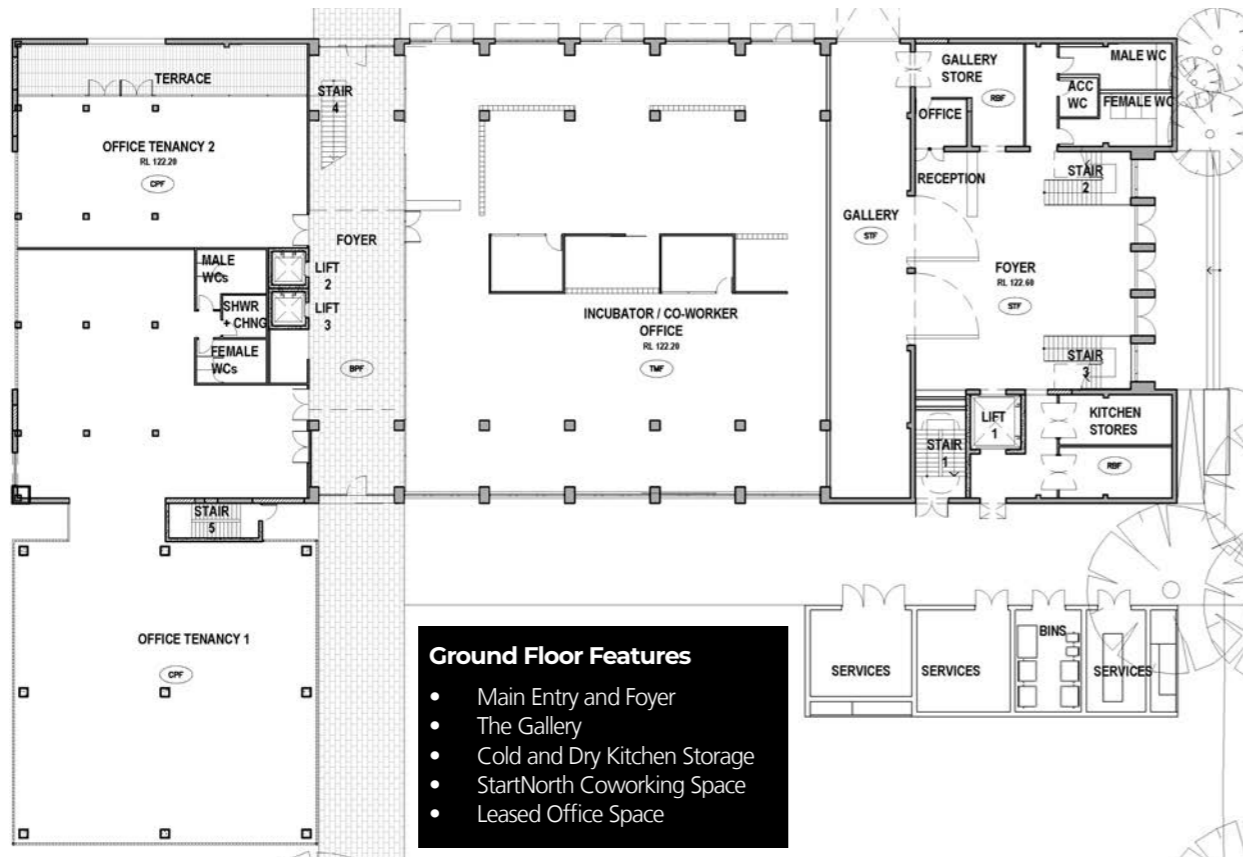 TERRACE
STAIR
4
OFFICE TENANCY 2
RL 122.20
CPF
GALLERY
STORE
RBF
OFFICE
MALE WC
ACC
WC
FEMALE WC
RECEPTION
STAIR
2
FOYER
GALLERY
STF
MALE
WCs
LIFT
2
SHWR
+ CHNG
LIFT
3
FEMALE
WCs
BPF
INCUBATOR / CO-WORKER
OFFICE
RL 122.20
TMF
FOYER
RL 122.60
STF
STAIR
3
LIFT
1
KITCHEN
STORES
STAIR
1
RBF
STAIR
5
OFFICE TENANCY 1
CPF
SERVICES
SERVICES
BINS
SERVICES
Ground Floor Features
• Main Entry and Foyer
• The Gallery
• Cold and Dry Kitchen Storage
• StartNorth Coworking Space
• Leased Office Space